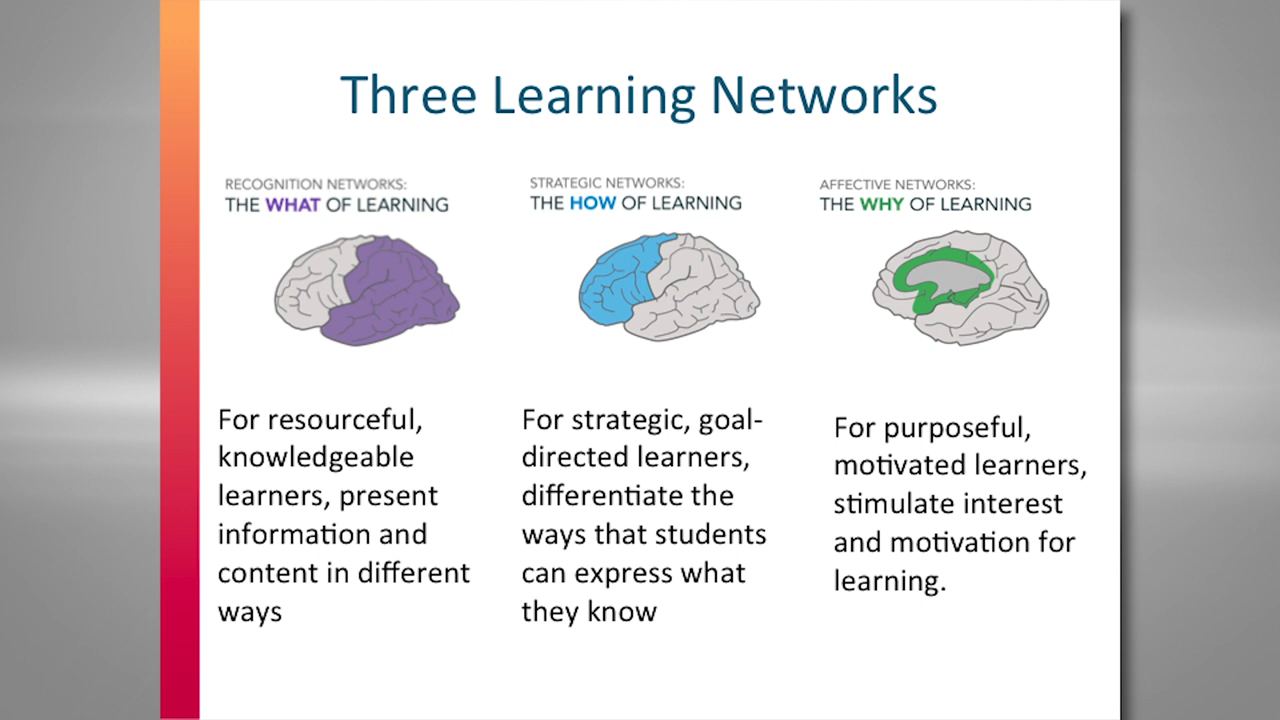 Three Learning Networks
RECOGNITION NETWORKS:
THE WHAT OF LEARNING
For resourceful,
knowledgeable
learners, present
information and
content in different
ways
STRATEGIC NETWORKS:
THE HOW OF LEARNING
For strategic, goal-
directed learners,
differentiate the
ways that students
can express what
they know
AFFECTIVE NETWORKS:
THE WHY OF LEARNING
For purposeful,
motivated learners,
stimulate interest
and motivation for
learning.